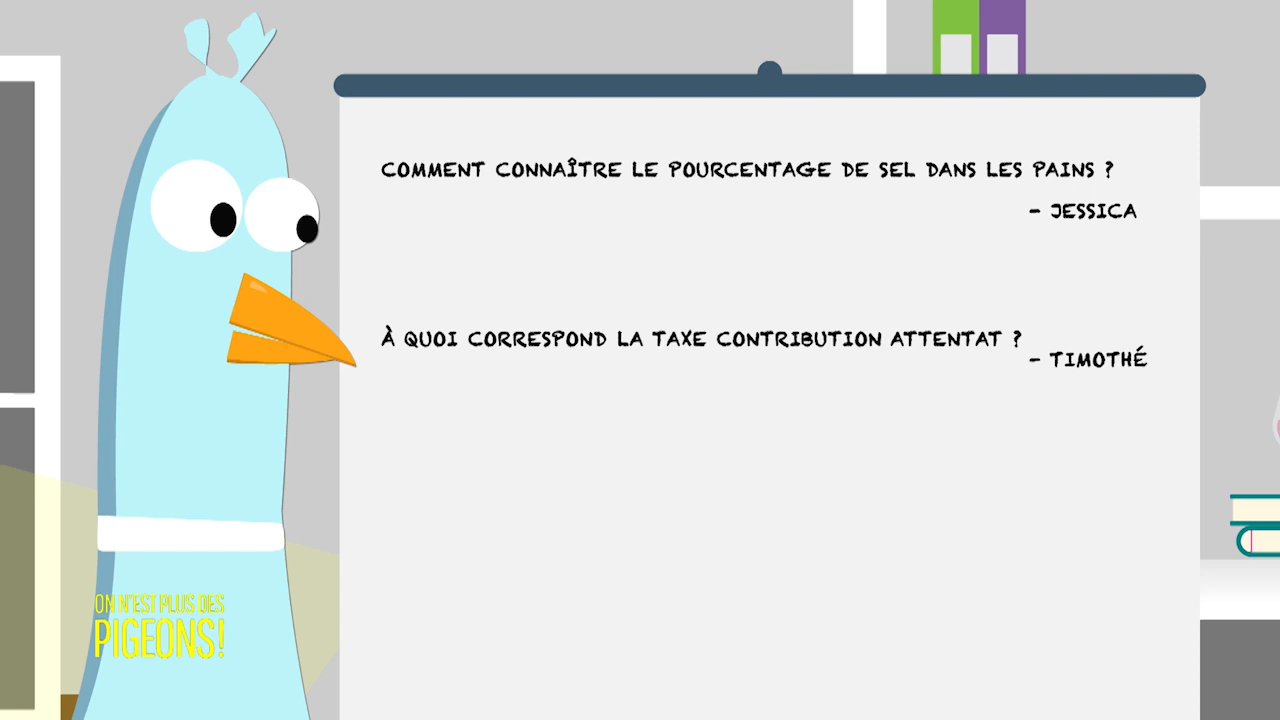 COMMENT CONNAÎTRE LE POURCENTAGE DE SEL DANS LES PAINS ?
- JESSICA
À QUOI CORRESPOND LA TAXE CONTRIBUTION ATTENTAT ?
- TIMOTHÉ
ON N'EST PLUS DES
PIGEONS!